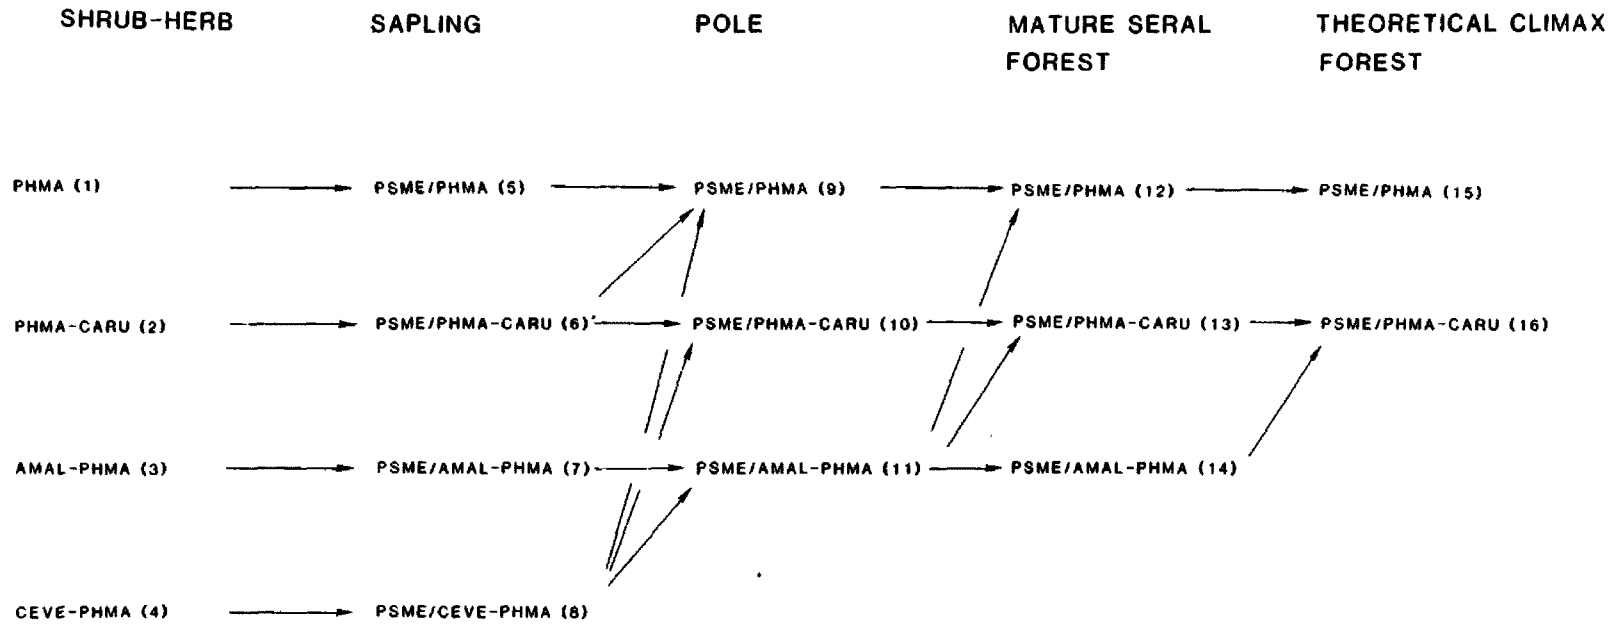 SHRUB-HERB SAPLING POLE MATURE SERAL THEORETICAL CLIMAX
FOREST FOREST
PHMA (1) PSME/PHMA (5) PSME/PHMA (9) PSME/PHMA (12) PSME/PHMA (15)
PHMA-CARU (2) PSME/PHMA-CARU (6) PSME/PHMA-CARU (10) PSME/PHMA-CARU (13) PSME/PHMA-CARU (16)
AMAL-PHMA (3) PSME/AMAL-PHMA (7) PSME/AMAL-PHMA (11) PSME/AMAL-PHMA (14)
CEVE-PHMA (4) PSME/CEVE-PHMA (8)